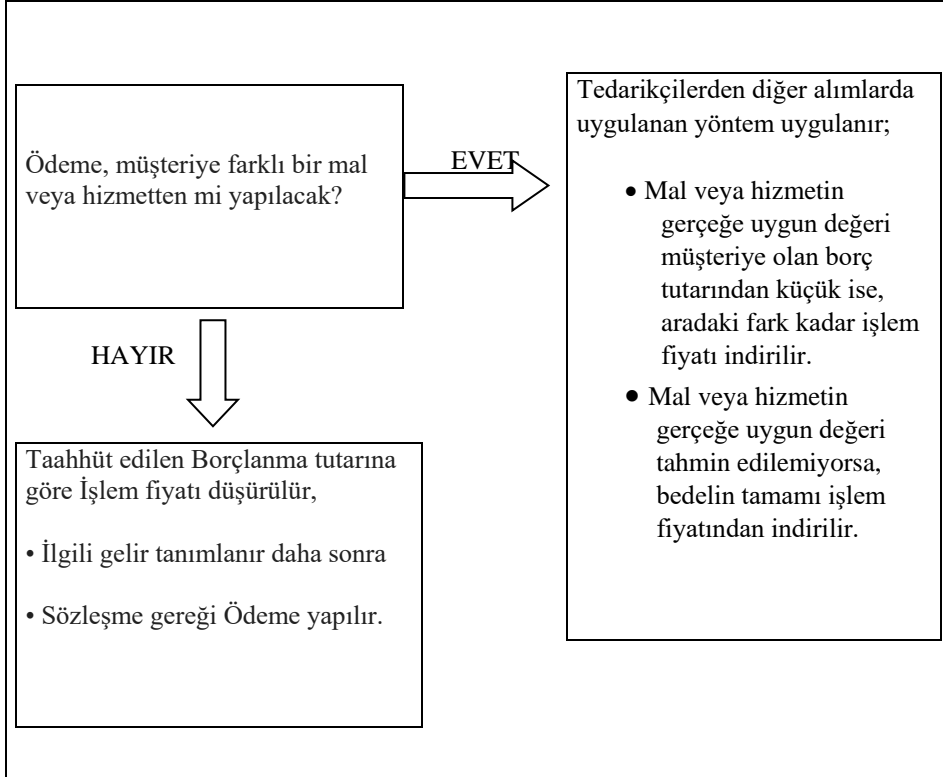 Ödeme, müşteriye farklı bir mal
veya hizmetten mi yapılacak?
EVET
Tedarikçilerden diğer alımlarda
uygulanan yöntem uygulanır;
• Mal veya hizmetin
gerçeğe uygun değeri
müşteriye olan borç
tutarından küçük ise,
aradaki fark kadar işlem
fiyatı indirilir.
• Mal veya hizmetin
gerçeğe uygun değeri
tahmin edilemiyorsa,
bedelin tamamı işlem
fiyatından indirilir.
HAYIR
Taahhüt edilen Borçlanma tutarına
göre İşlem fiyatı düşürülür,
• İlgili gelir tanımlanır daha sonra
• Sözleşme gereği Ödeme yapılır.